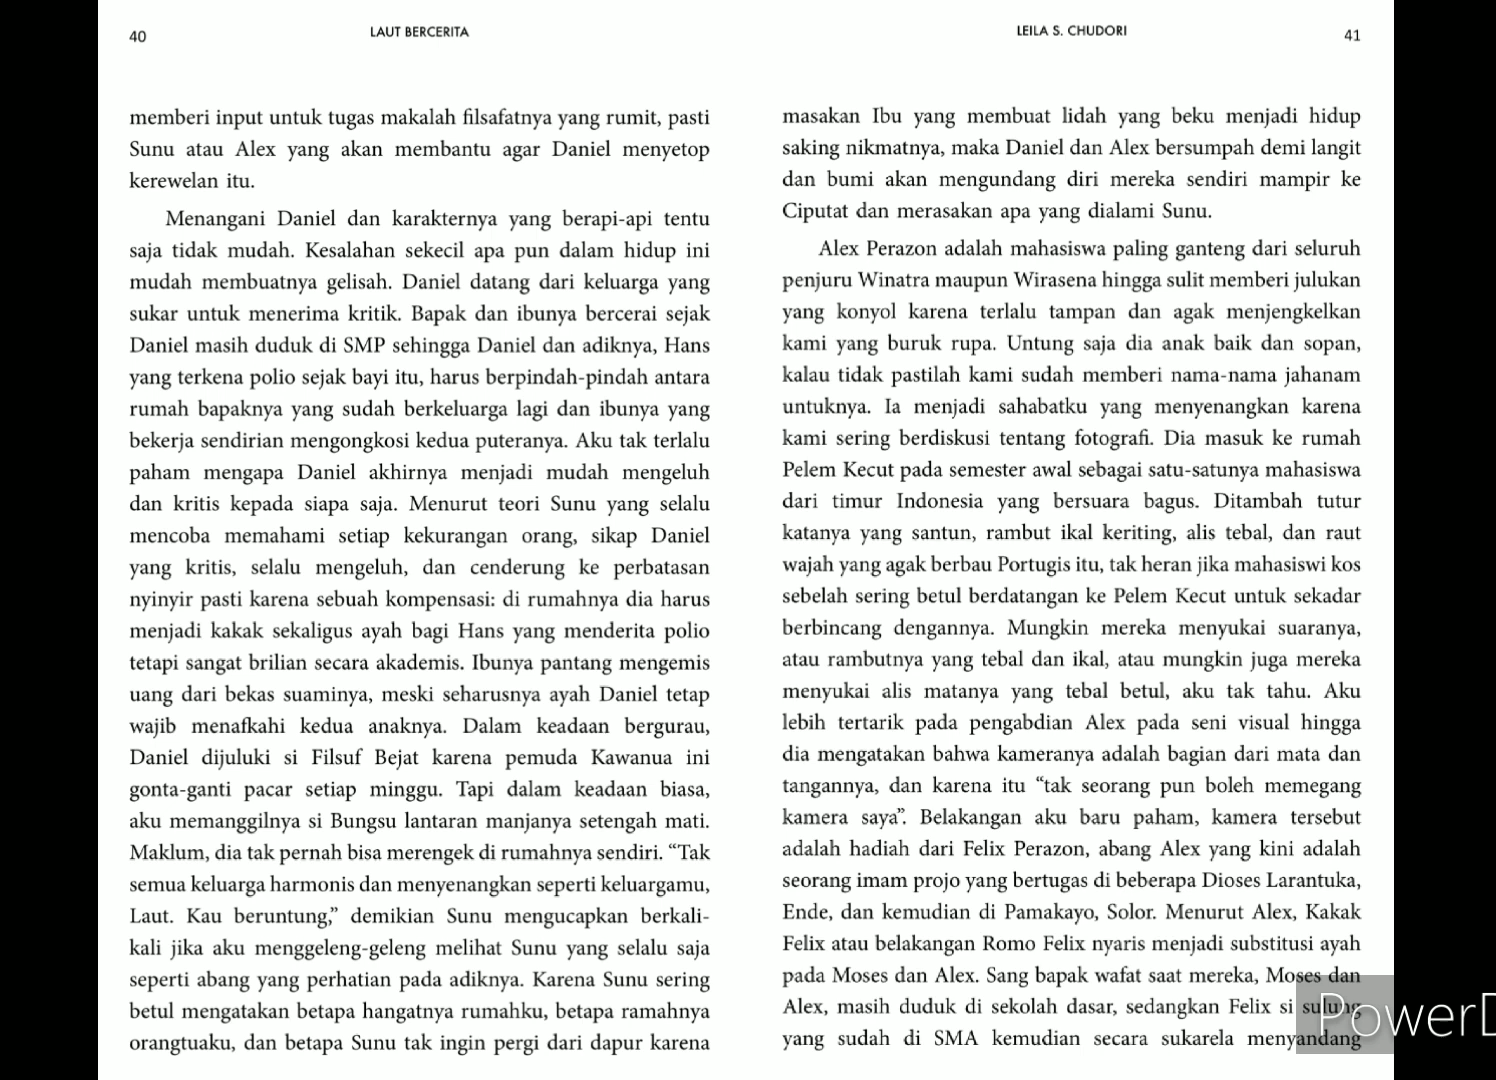 40
LAUT BERCERITA
memberi input untuk tugas makalah filsafatnya yang rumit, pasti
Sunu atau Alex yang akan membantu agar Daniel menyetop
kerewelan itu.
Menangani Daniel dan karakternya yang berapi-api tentu
saja tidak mudah. Kesalahan sekecil apa pun dalam hidup ini
mudah membuatnya gelisah. Daniel datang dari keluarga yang
sukar untuk menerima kritik. Bapak dan ibunya bercerai sejak
Daniel masih duduk di SMP sehingga Daniel dan adiknya, Hans
yang terkena polio sejak bayi itu, harus berpindah-pindah antara
rumah bapaknya yang sudah berkeluarga lagi dan ibunya yang
bekerja sendirian mengongkosi kedua puteranya. Aku tak terlalu
paham mengapa Daniel akhirnya menjadi mudah mengeluh
dan kritis kepada siapa saja. Menurut teori Sunu yang selalu
mencoba memahami setiap kekurangan orang, sikap Daniel
yang kritis, selalu mengeluh, dan cenderung ke perbatasan
nyinyir pasti karena sebuah kompensasi: di rumahnya dia harus
menjadi kakak sekaligus ayah bagi Hans yang menderita polio
tetapi sangat brilian secara akademis. Ibunya pantang mengemis
uang dari bekas suaminya, meski seharusnya ayah Daniel tetap
wajib menafkahi kedua anaknya. Dalam keadaan bergurau,
Daniel dijuluki si Filsuf Bejat karena pemuda Kawanua ini
gonta-ganti pacar setiap minggu. Tapi dalam keadaan biasa,
aku memanggilnya si Bungsu lantaran manjanya setengah mati.
Maklum, dia tak pernah bisa merengek di rumahnya sendiri. “Tak
semua keluarga harmonis dan menyenangkan seperti keluargamu,
Laut. Kau beruntung,” demikian Sunu mengucapkan berkali-
kali jika aku menggeleng-geleng melihat Sunu yang selalu saja
seperti abang yang perhatian pada adiknya. Karena Sunu sering
betul mengatakan betapa hangatnya rumahku, betapa ramahnya
orangtuaku, dan betapa Sunu tak ingin pergi dari dapur karena
LEILA S. CHUDORI
41
masakan Ibu yang membuat lidah yang beku menjadi hidup
saking nikmatnya, maka Daniel dan Alex bersumpah demi langit
dan bumi akan mengundang diri mereka sendiri mampir ke
Ciputat dan merasakan apa yang dialami Sunu.
Alex Perazon adalah mahasiswa paling ganteng dari seluruh
penjuru Winatra maupun Wirasena hingga sulit memberi julukan
yang konyol karena terlalu tampan dan agak menjengkelkan
kami yang buruk rupa. Untung saja dia anak baik dan sopan,
kalau tidak pastilah kami sudah memberi nama-nama jahanam
untuknya. Ia menjadi sahabatku yang menyenangkan karena
kami sering berdiskusi tentang fotografi. Dia masuk ke rumah
Pelem Kecut pada semester awal sebagai satu-satunya mahasiswa
dari timur Indonesia yang bersuara bagus. Ditambah tutur
katanya yang santun, rambut ikal keriting, alis tebal, dan raut
wajah yang agak berbau Portugis itu, tak heran jika mahasiswi kos
sebelah sering betul berdatangan ke Pelem Kecut untuk sekadar
berbincang dengannya. Mungkin mereka menyukai suaranya,
atau rambutnya yang tebal dan ikal, atau mungkin juga mereka
menyukai alis matanya yang tebal betul, aku tak tahu. Aku
lebih tertarik pada pengabdian Alex pada seni visual hingga
dia mengatakan bahwa kameranya adalah bagian dari mata dan
tangannya, dan karena itu “tak seorang pun boleh memegang
kamera saya”. Belakangan aku baru paham, kamera tersebut
adalah hadiah dari Felix Perazon, abang Alex yang kini adalah
seorang imam projo yang bertugas di beberapa Dioses Larantuka,
Ende, dan kemudian di Pamakayo, Solor. Menurut Alex, Kakak
Felix atau belakangan Romo Felix nyaris menjadi substitusi ayah
pada Moses dan Alex. Sang bapak wafat saat mereka, Moses dan
Alex, masih duduk di sekolah dasar, sedangkan Felix si sulung
yang sudah di SMA kemudian secara sukarela menyandang
PowerD